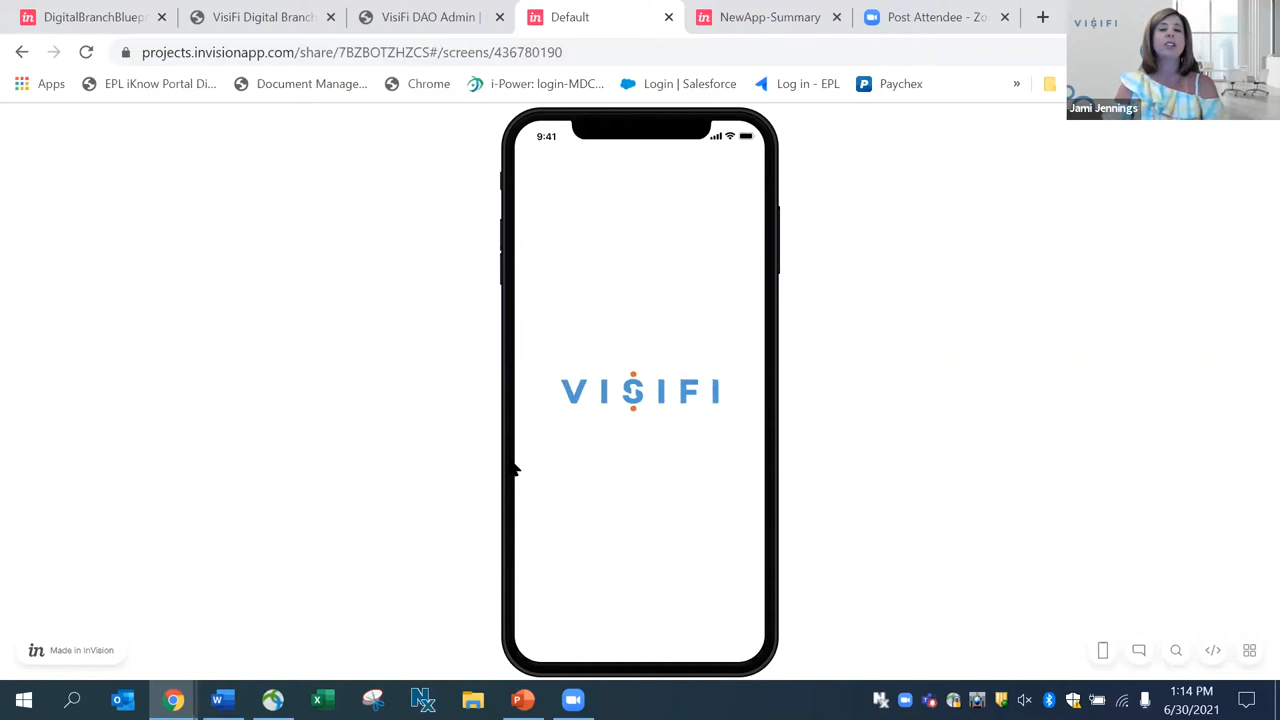 DigitalBranchBluep
VisiFi Digital Branch
VisiFi DAO Admin |
Default
NewApp-Summary
Post Attendee - Zo
projects.invisionapp.com/share/7BZBOTZHZCS#/screens/436780190
Apps
EPL iKnow Portal Di...
Document Manage...
Chrome
i-Power: login-MDC...
Login | Salesforce
Log in - EPL
Paychex
»
VISIFI
Jami Jennings
9:41
VISIFI
in Made in InVision
1:14 PM
6/30/2021